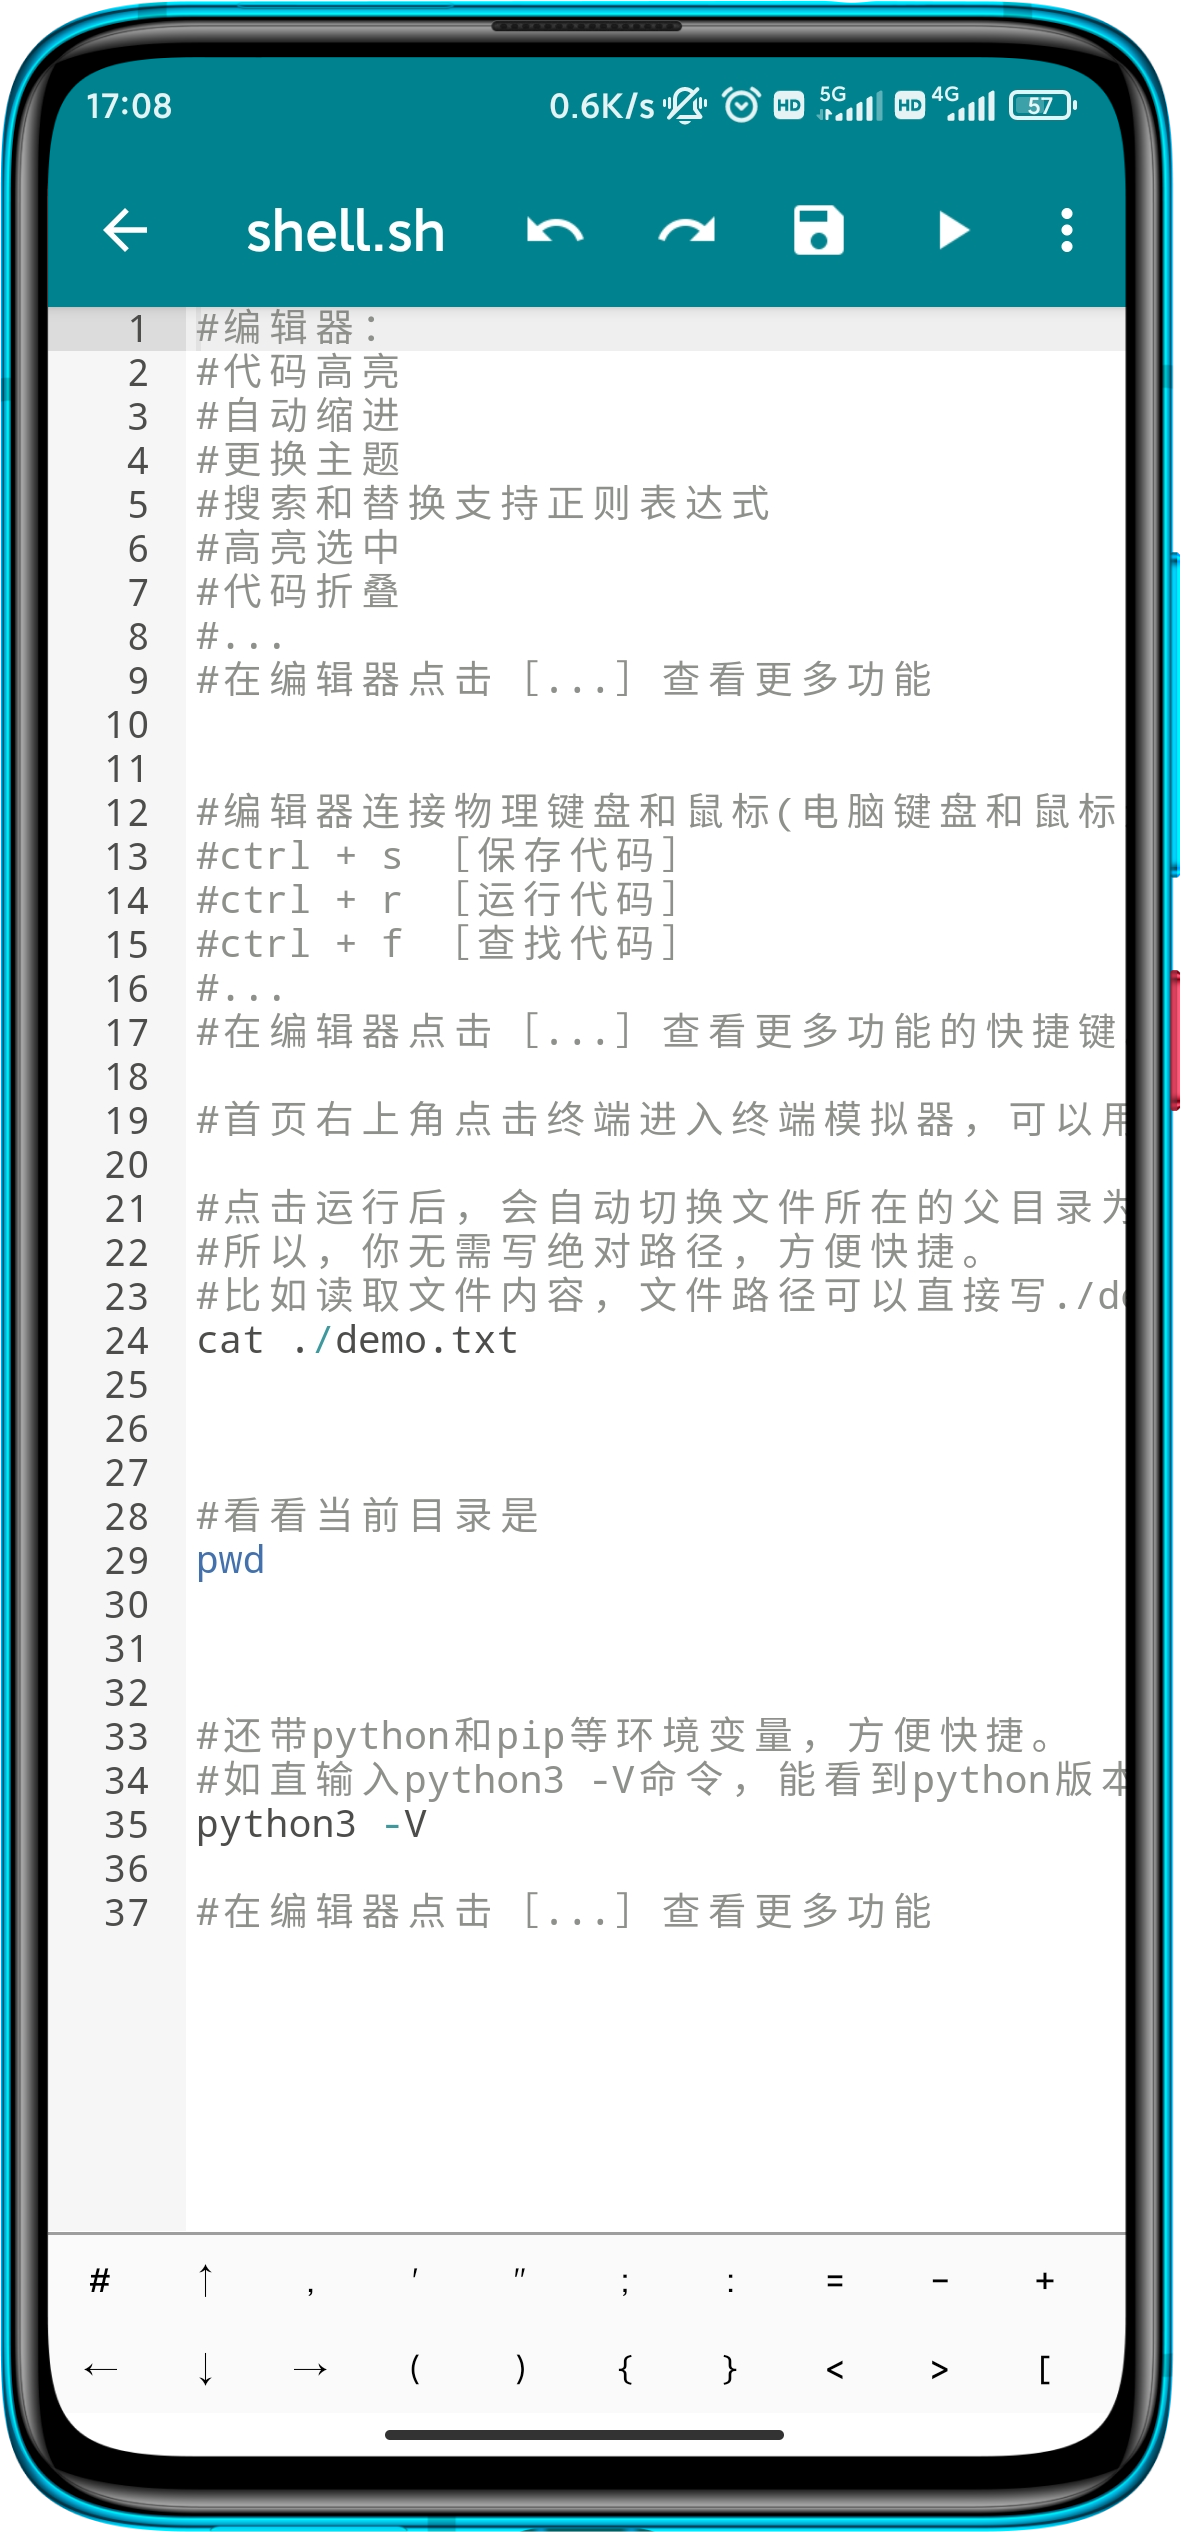 17:08 0.6K/s HD 5G HD 4G 57
shell.sh
1 #编辑器：
2 #代码高亮
3 #自动缩进
4 #更换主题
5 #搜索和替换支持正则表达式
6 #高亮选中
7 #代码折叠
8 #...
9 #在编辑器点击 [...] 查看更多功能
10
11
12 #编辑器连接物理键盘和鼠标(电脑键盘和鼠标
13 #ctrl + s  [保存代码]
14 #ctrl + r  [运行代码]
15 #ctrl + f  [查找代码]
16 #...
17 #在编辑器点击 [...] 查看更多功能的快捷键
18
19 #首页右上角点击终端进入终端模拟器，可以用
20
21 #点击运行后，会自动切换文件所在的父目录为
22 #所以，你无需写绝对路径，方便快捷。
23 #比如读取文件内容，文件路径可以直接写./de
24 cat ./demo.txt
25
26
27
28 #看看当前目录是
29 pwd
30
31
32
33 #还带python和pip等环境变量，方便快捷。
34 #如直输入python3 -V命令，能看到python版本
35 python3 -V
36
37 #在编辑器点击 [...] 查看更多功能
# ↑ , ' " ; : = - +
← ↓ → ( ) { } < > [